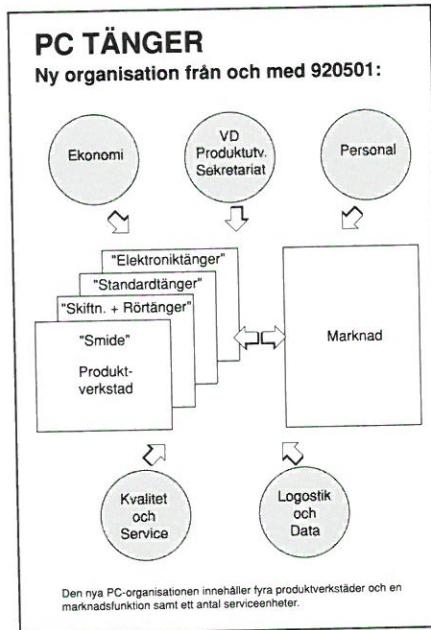 PC TÄNGER
Ny organisation från och med 920501:
Ekonomi
VD
Produktutv.
Sekretariat
Personal
"Elektroniktänger"
"Standardtänger"
"Skiftn. + Rörtänger"
"Smide"
Produkt-
verkstad
Marknad
Kvalitet
och
Service
Logostik
och
Data
Den nya PC-organisationen innehåller fyra produktverkstäder och en
marknadsfunktion samt ett antal serviceenheter.